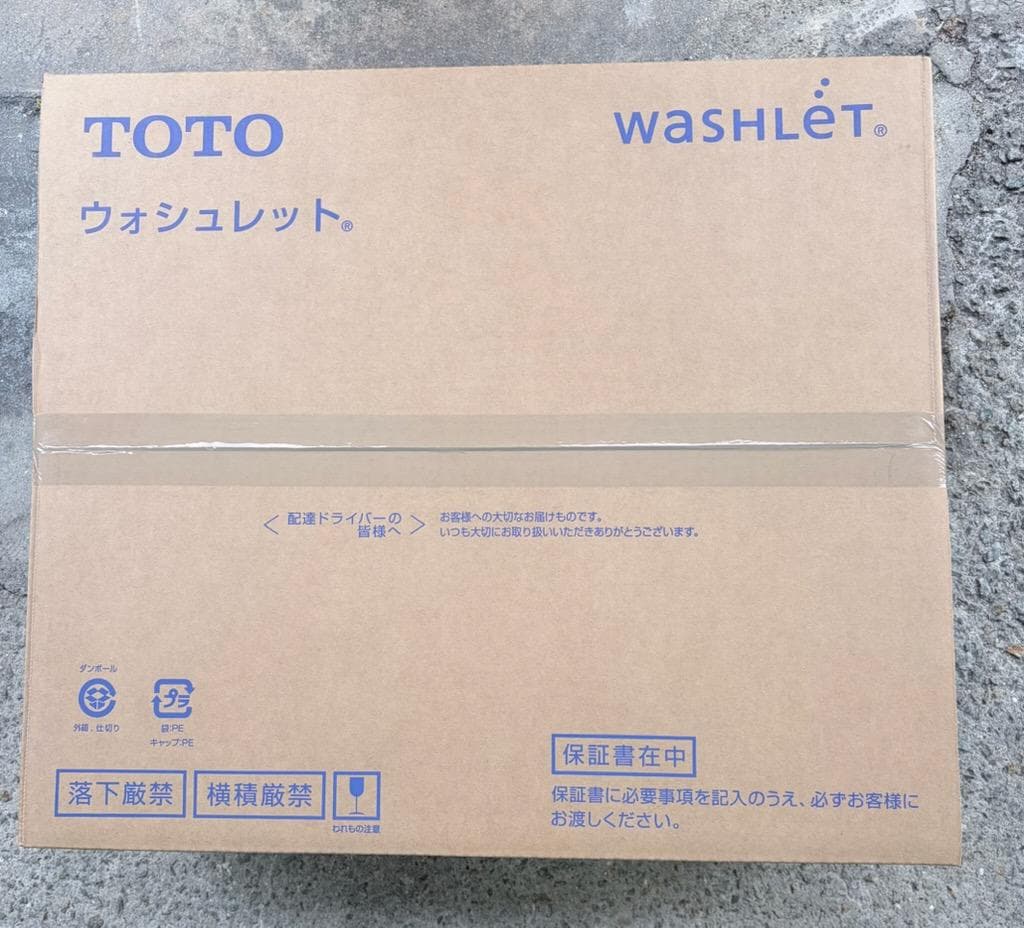 TOTO
WASHLET®
ウォシュレット®
<配達ドライバーの
皆様へ>
お客様への大切なお届けものです。
いつも大切にお取り扱いいただきありがとうございます。
ダンボール
外箱．仕切り
プラ
袋:PE
キャップ:PE
落下厳禁
横積厳禁
われもの注意
保証書在中
保証書に必要事項を記入のうえ、必ずお客様に
お渡しください。